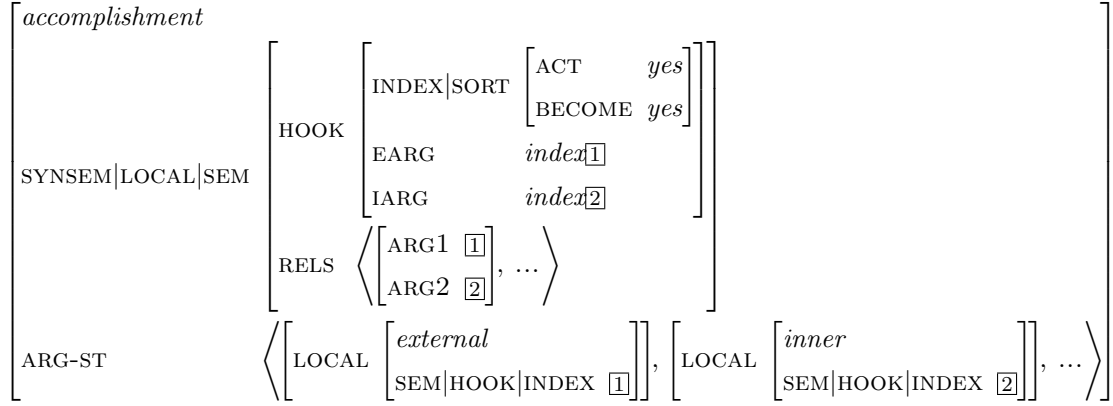 accomplishment
SYNSEM|LOCAL|SEM
HOOK
INDEX|SORT
ACT yes
BECOME yes
EARG index 1
IARG index 2
RELS ⟨ ARG1 1
ARG2 2 , ... ⟩
ARG-ST
⟨ LOCAL external
SEM|HOOK|INDEX 1 ,
LOCAL inner
SEM|HOOK|INDEX 2 , ... ⟩